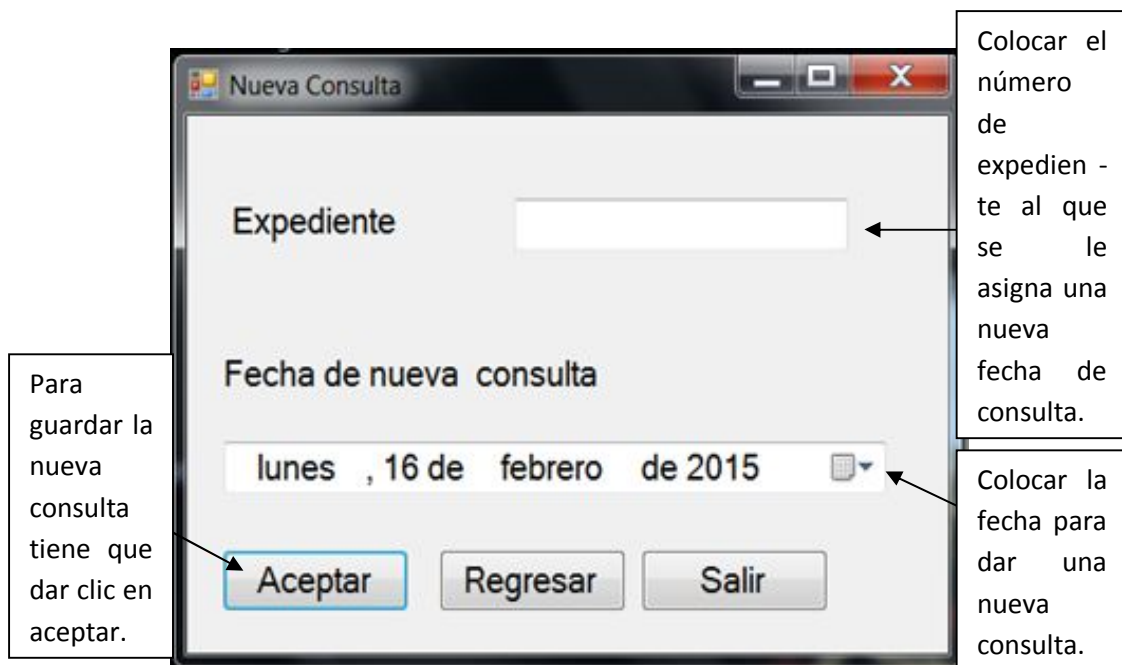 Nueva Consulta
Expediente
Fecha de nueva consulta
lunes , 16 de febrero de 2015
Aceptar Regresar Salir
Colocar el
número
de
expedien -
te al que
se le
asigna una
nueva
fecha de
consulta.
Para
guardar la
nueva
consulta
tiene que
dar clic en
aceptar.
Colocar la
fecha para
dar una
nueva
consulta.